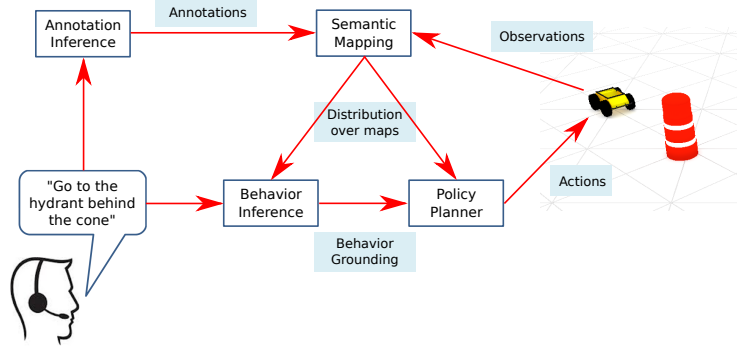 Annotations
Annotation
Inference
Semantic
Mapping
Observations
Distribution
over maps
"Go to the
hydrant behind
the cone"
Behavior
Inference
Policy
Planner
Actions
Behavior
Grounding